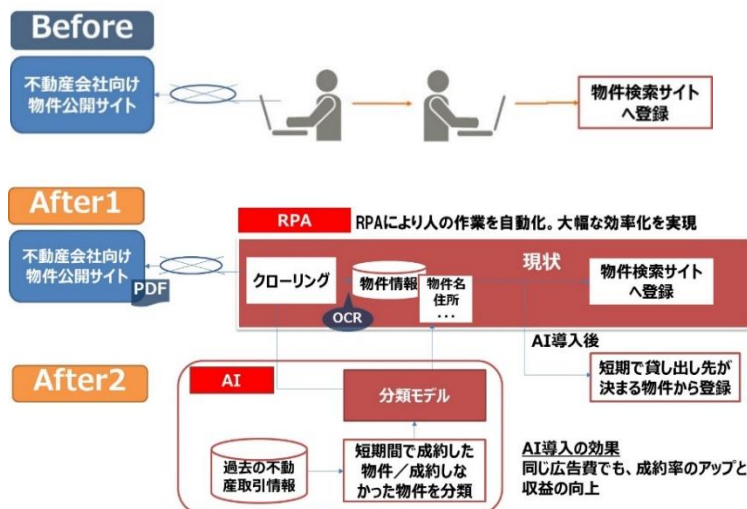 Before
不動産会社向け
物件公開サイト
物件検索サイト
へ登録
After1
RPA
RPAにより人の作業を自動化。大幅な効率化を実現
不動産会社向け
物件公開サイト
PDF
現状
クローリング
OCR
物件情報
物件名
住所
・・・
物件検索サイト
へ登録
AI導入後
After2
AI
分類モデル
短期で貸し出し先が
決まる物件から登録
過去の不動
産取引情報
短期間で成約した
物件／成約しな
かった物件を分類
AI導入の効果
同じ広告費でも、成約率のアップと
収益の向上